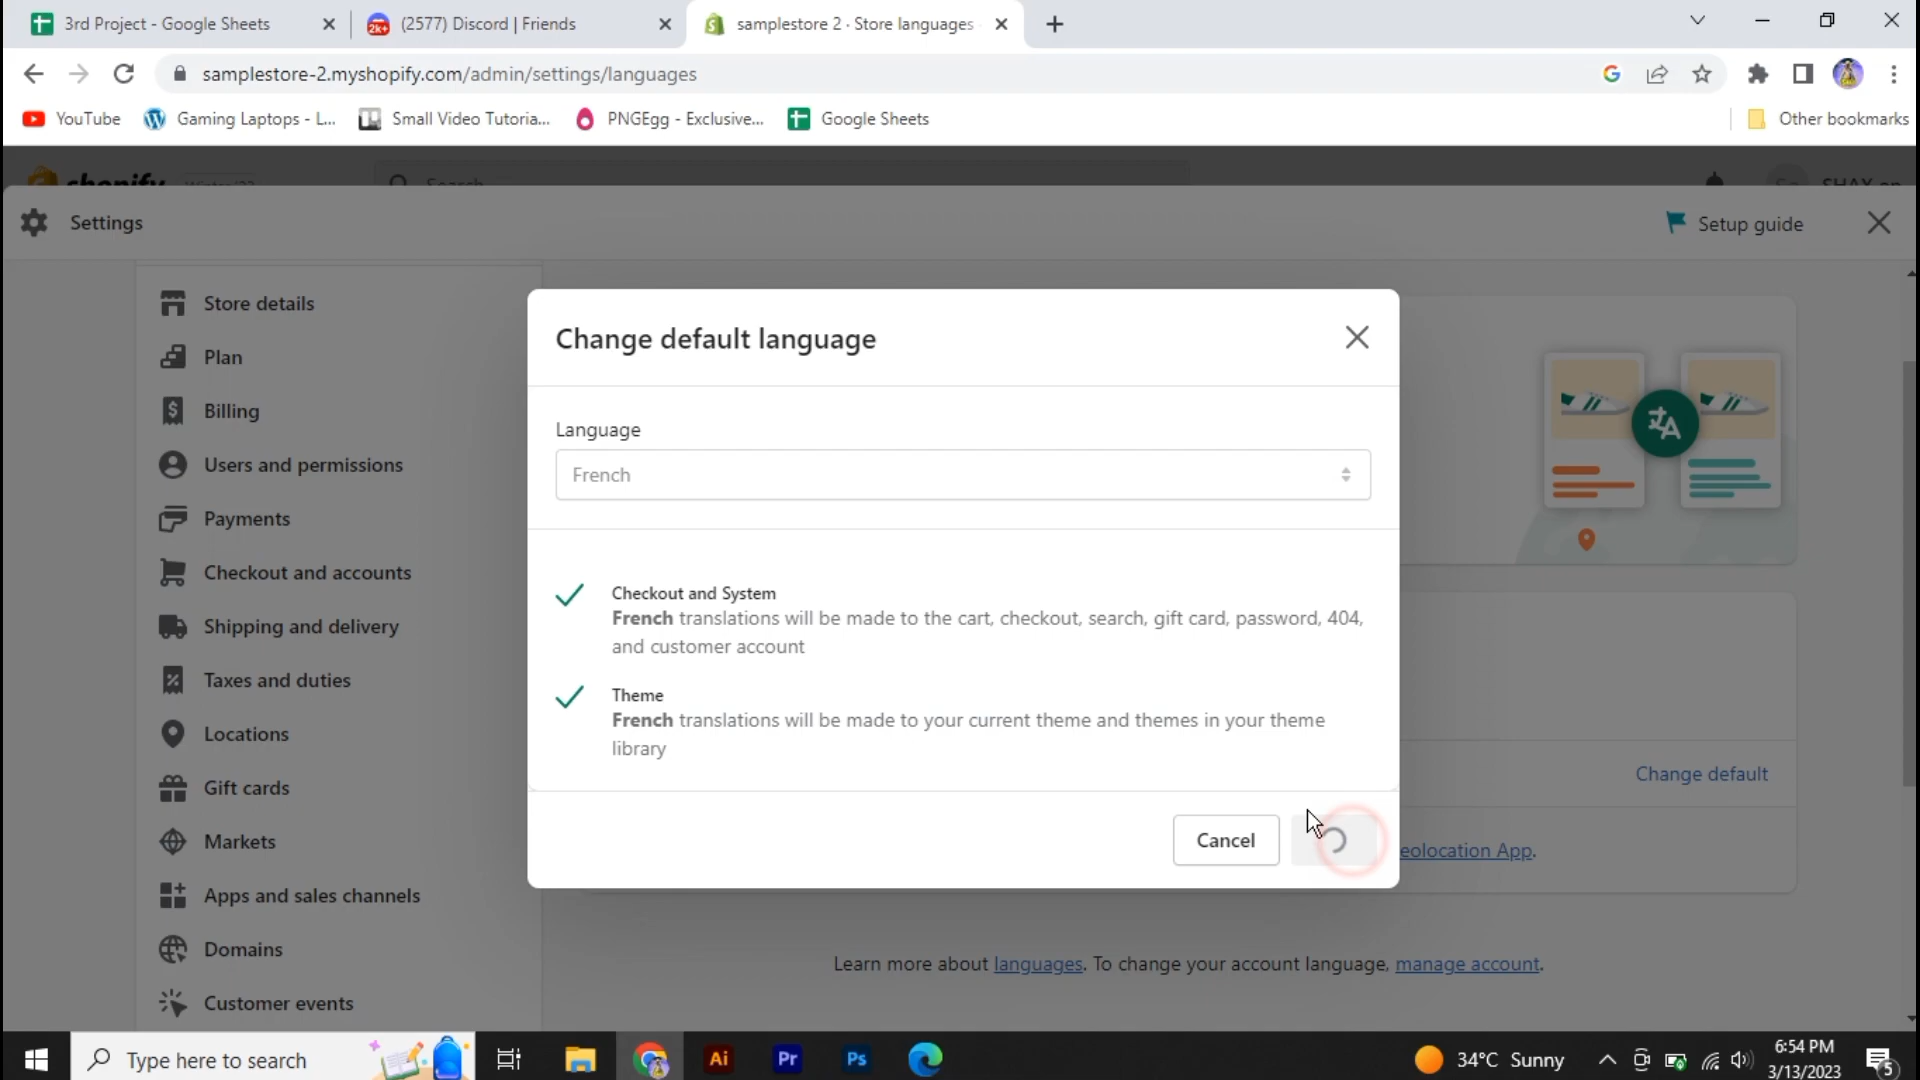 3rd Project - Google Sheets
(2577) Discord | Friends
samplestore 2 · Store languages
samplestore-2.myshopify.com/admin/settings/languages
YouTube
Gaming Laptops - L...
Small Video Tutoria...
PNGEgg - Exclusive...
Google Sheets
Other bookmarks
shopify
Search
Settings
Setup guide
Store details
Plan
Billing
Users and permissions
Payments
Checkout and accounts
Shipping and delivery
Taxes and duties
Locations
Gift cards
Markets
Apps and sales channels
Domains
Customer events
Change default language
Language
French
Checkout and System
French translations will be made to the cart, checkout, search, gift card, password, 404,
and customer account
Theme
French translations will be made to your current theme and themes in your theme
library
Cancel
Change default
eolocation App.
Learn more about languages. To change your account language, manage account.
Type here to search
Ai
Pr
Ps
34°C Sunny
6:54 PM
3/13/2023
5